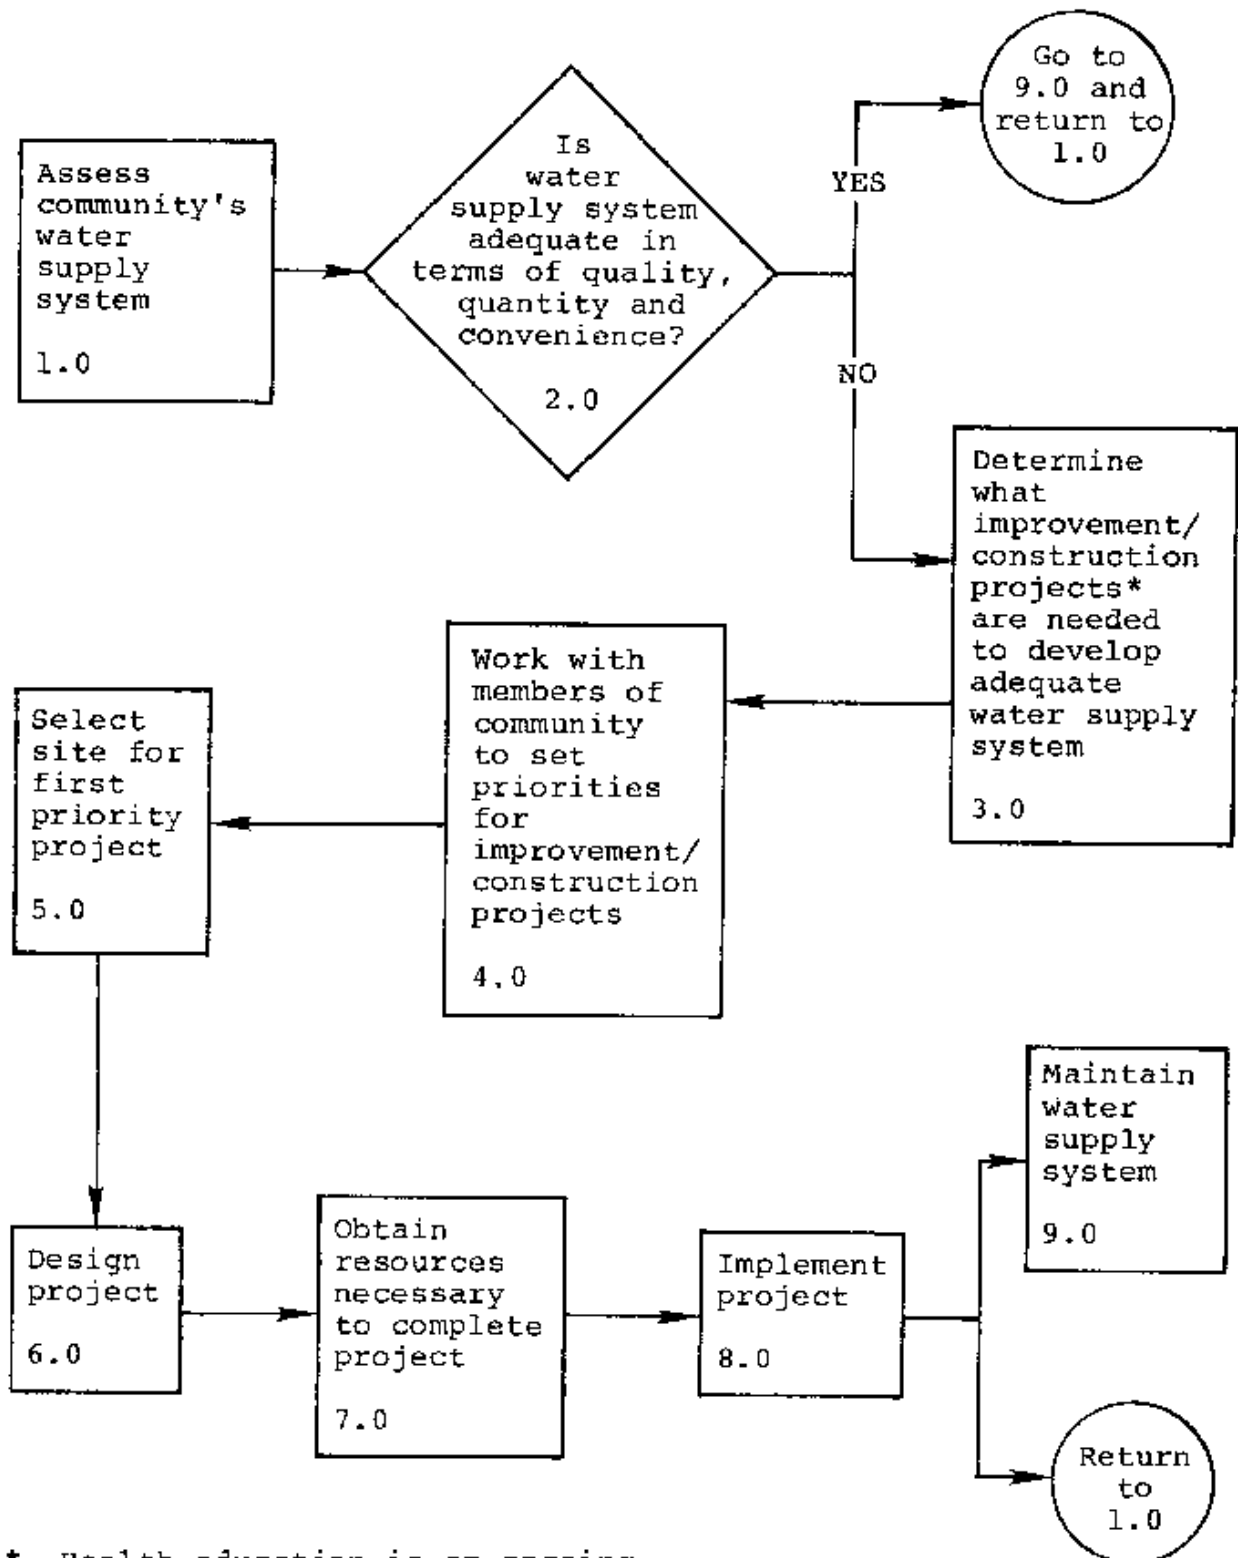 Assess
community's
water
supply
system
1.0
Is
water
supply system
adequate in
terms of quality,
quantity and
convenience?
2.0
YES
Go to
9.0 and
return to
1.0
NO
Determine
what
improvement/
construction
projects*
are needed
to develop
adequate
water supply
system
3.0
Work with
members of
community
to set
priorities
for
improvement/
construction
projects
4.0
Select
site for
first
priority
project
5.0
Design
project
6.0
Obtain
resources
necessary
to complete
project
7.0
Implement
project
8.0
Maintain
water
supply
system
9.0
Return
to
1.0
* Health education is an ongoing